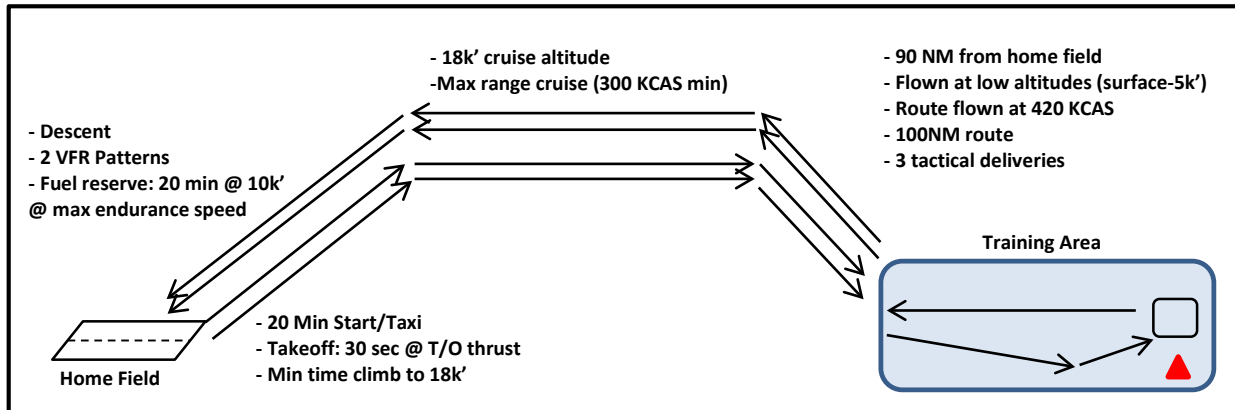 - 18k' cruise altitude
-Max range cruise (300 KCAS min)
- 90 NM from home field
- Flown at low altitudes (surface-5k')
- Route flown at 420 KCAS
- 100NM route
- 3 tactical deliveries
- Descent
- 2 VFR Patterns
- Fuel reserve: 20 min @ 10k'
@ max endurance speed
Training Area
- 20 Min Start/Taxi
- Takeoff: 30 sec @ T/O thrust
- Min time climb to 18k'
Home Field